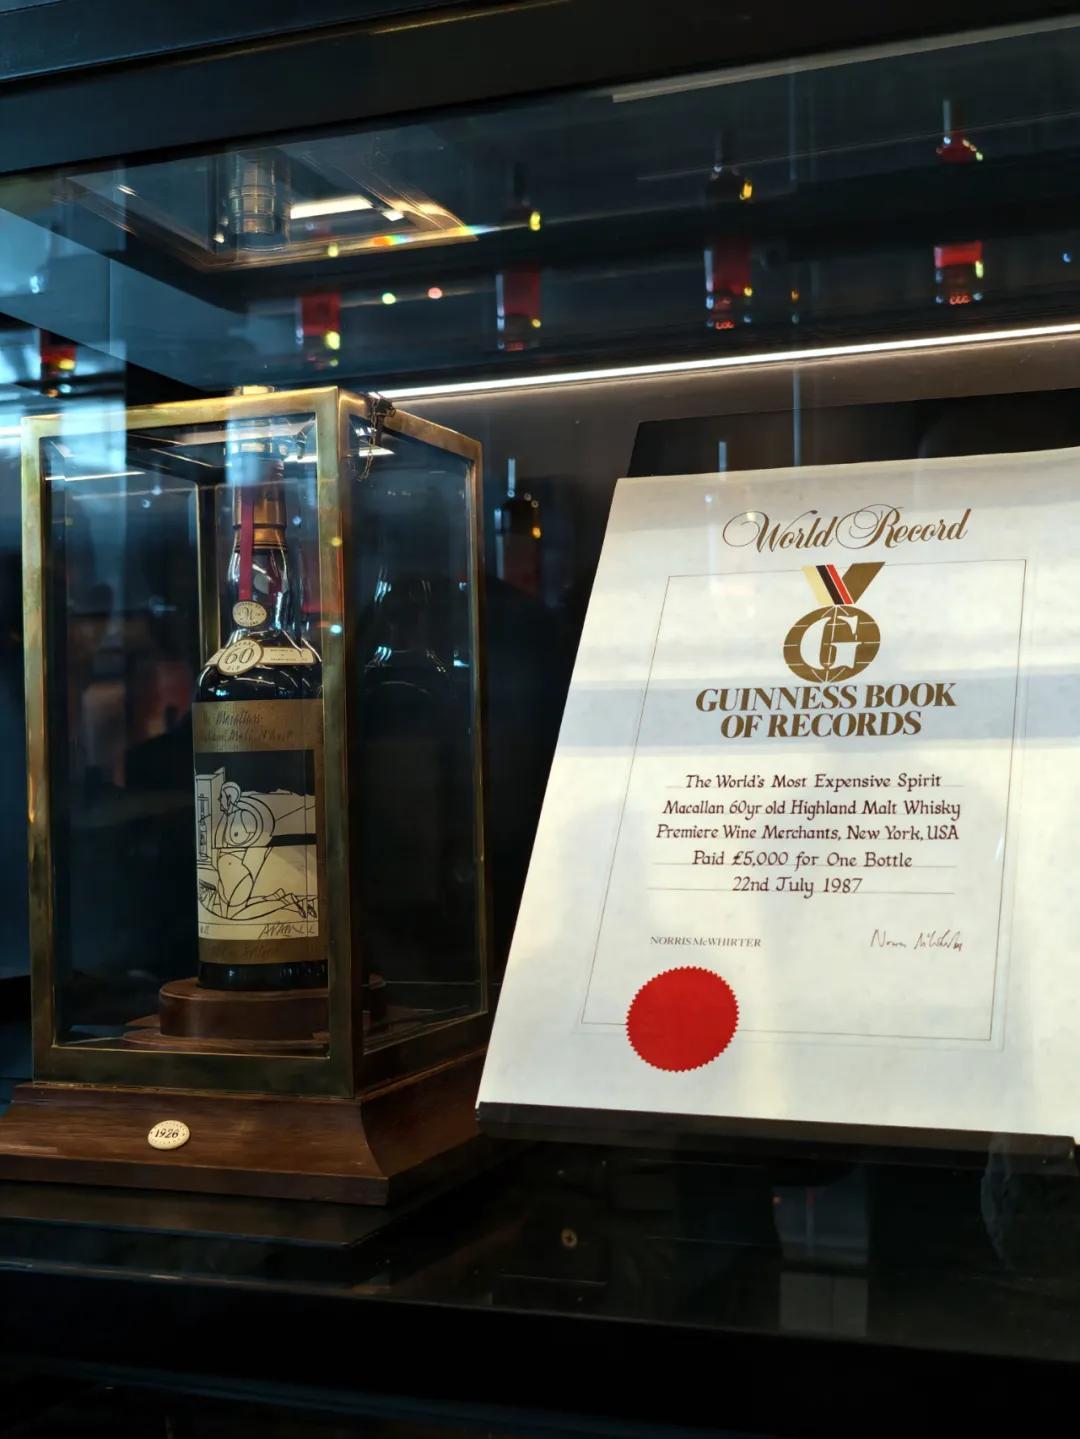 60
1926
World Record
G
GUINNESS BOOK
OF RECORDS
The World's Most Expensive Spirit
Macallan 60yr old Highland Malt Whisky
Premiere Wine Merchants, New York, USA
Paid £5,000 for One Bottle
22nd July 1987
NORRIS McWHIRTER